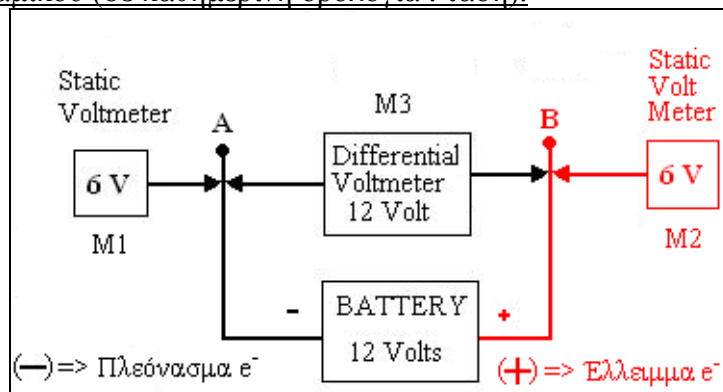 Static
Voltmeter
A
6 V
M1
M3
Differential
Voltmeter
12 Volt
B
Static
Volt
Meter
6 V
M2
-
BATTERY
12 Volts
+
(−)=> Πλεόνασμα e⁻
(+) => Έλλειμμα e⁻